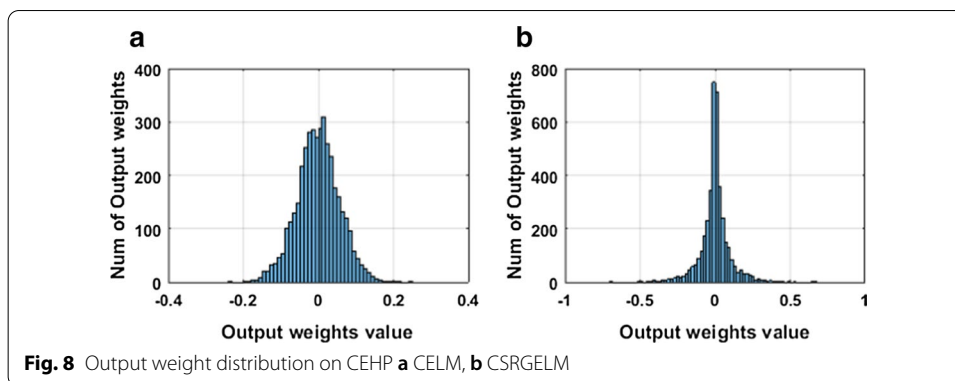 a
b
Num of Output weights
400
300
200
100
0
-0.4
-0.2
0
0.2
0.4
Output weights value
Num of Output weights
800
600
400
200
0
-1
-0.5
0
0.5
1
Output weights value
Fig. 8 Output weight distribution on CEHP a CELM, b CSRGELM